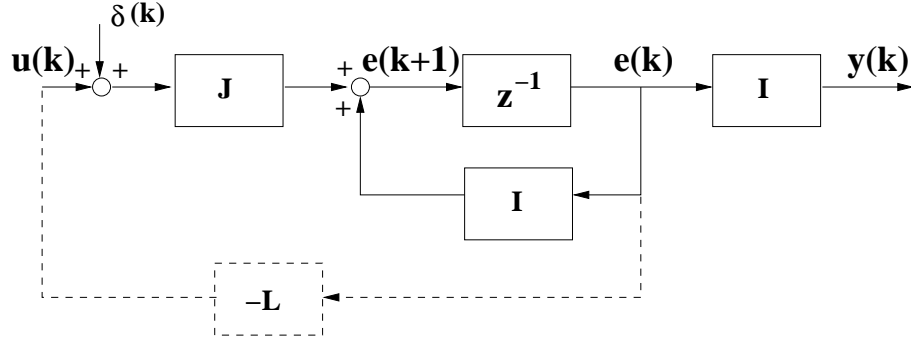 δ(k)
u(k) + +
J
+ +
e(k+1)
z⁻¹
e(k)
I
y(k)
I
−L